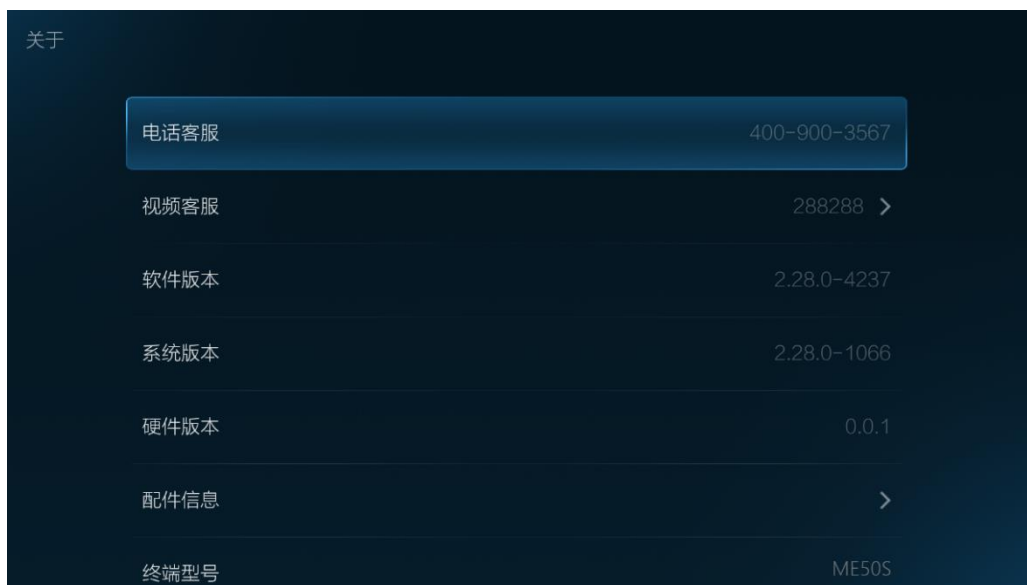 关于
电话客服 400-900-3567
视频客服 288288
软件版本 2.28.0-4237
系统版本 2.28.0-1066
硬件版本 0.0.1
配件信息
终端型号 ME50S